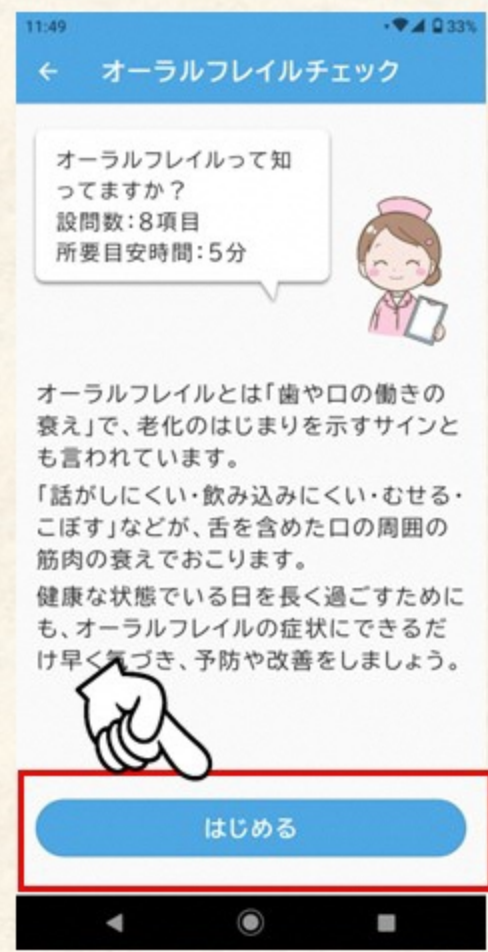 11:49
33%
オーラルフレイルチェック
オーラルフレイルって知
ってますか？
設問数：8項目
所要目安時間：5分
オーラルフレイルとは「歯や口の働きの
衰え」で、老化のはじまりを示すサインと
も言われています。
「話がしにくい・飲み込みにくい・むせる・
こぼす」などが、舌を含めた口の周囲の
筋肉の衰えでおこります。
健康な状態でいる日を長く過ごすために
も、オーラルフレイルの症状にできるだ
け早く気づき、予防や改善をしましょう。
はじめる